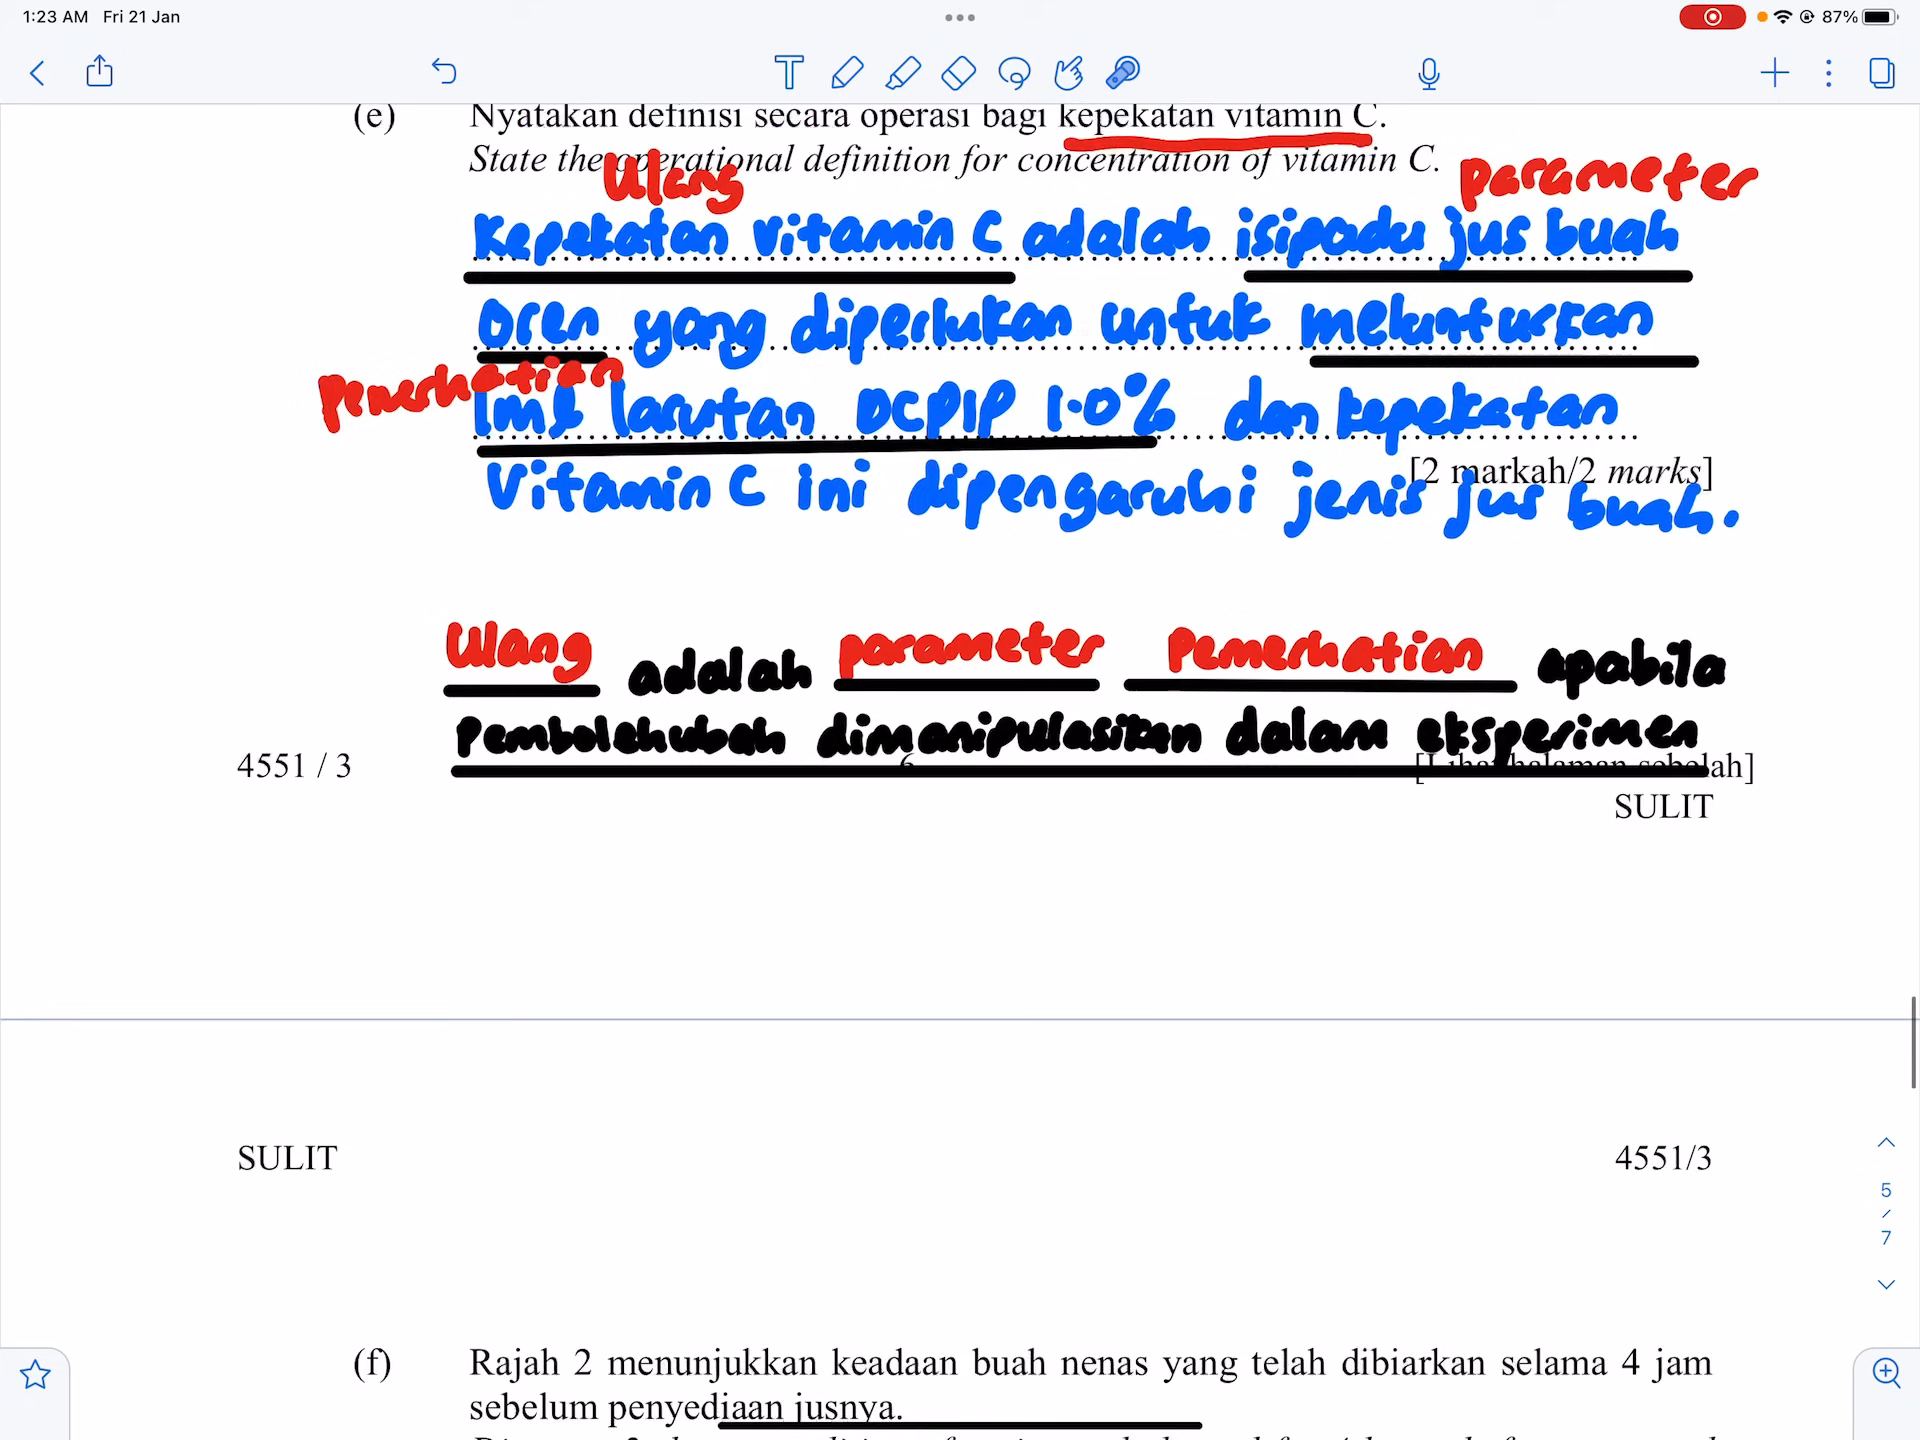 1:23 AM Fri 21 Jan
87%
(e) Nyatakan definisi secara operasi bagi kepekatan vitamin C.
State the operational definition for concentration of vitamin C.
Ulang parameter
Kepekatan vitamin C adalah isipadu jus buah
Oren yang diperlukan untuk melunturkan
Pemerhatian
1ml larutan DCPIP 1.0% dan kepekatan
[2 markah/2 marks]
Vitamin C ini dipengaruhi jenis jus buah.
Ulang adalah parameter Pemerhatian apabila
Pembolehubah dimanipulasikan dalam eksperimen
4551 / 3 6 [Lihat halaman sebelah]
SULIT
SULIT 4551/3
5
/
7
(f) Rajah 2 menunjukkan keadaan buah nenas yang telah dibiarkan selama 4 jam
sebelum penyediaan jusnya.